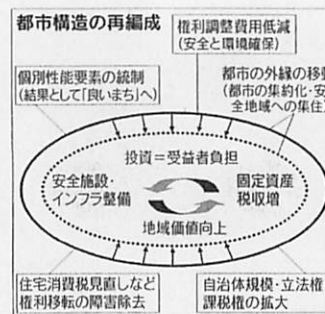 都市構造の再編成
権利調整費用低減
(安全と環境確保)
個別性能要素の統制
(結果として「良いまち」へ)
都市の外縁の移
(都市の集約化・安
全地域への集住
投資=受益者負担
安全施設・
インフラ整備
固定資産
税収増
地域価値向上
住宅消費税見直しなど
権利移転の障害除去
自治体規模・立法権
課税権の拡大